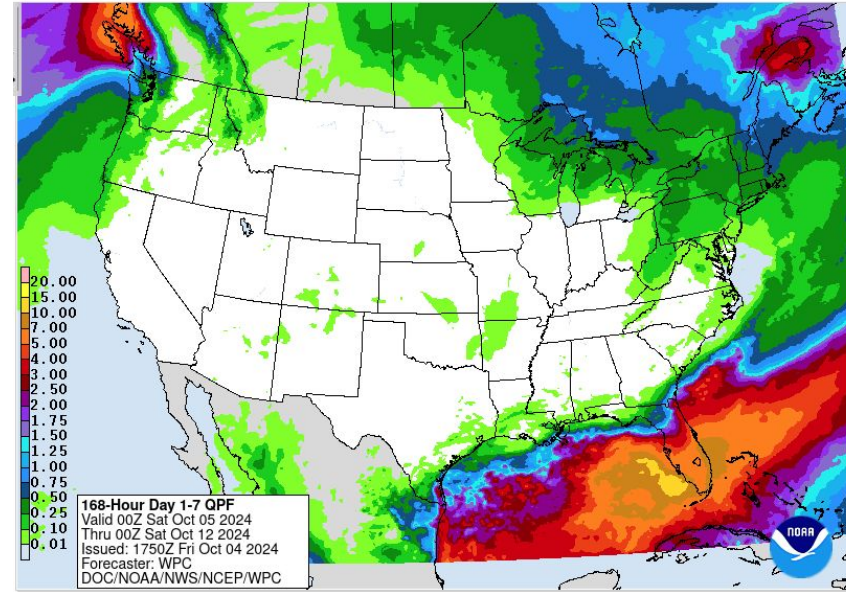 20.00
15.00
10.00
7.00
5.00
4.00
3.00
2.50
2.00
1.75
1.50
1.25
1.00
0.75
0.50
0.25
0.10
0.01
168-Hour Day 1-7 QPF
Valid 00Z Sat Oct 05 2024
Thru 00Z Sat Oct 12 2024
Issued: 1750Z Fri Oct 04 2024
Forecaster: WPC
DOC/NOAA/NWS/NCEP/WPC
NOAA